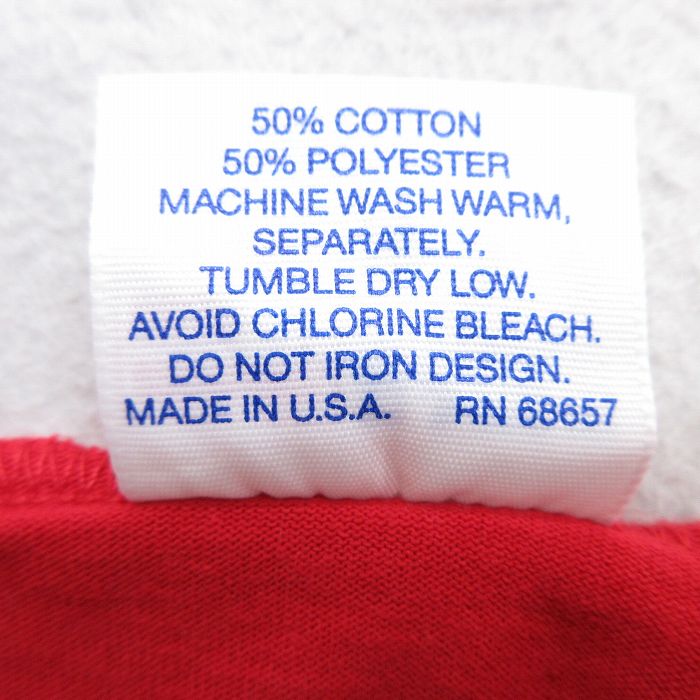 50% COTTON
50% POLYESTER
MACHINE WASH WARM,
SEPARATELY.
TUMBLE DRY LOW.
AVOID CHLORINE BLEACH.
DO NOT IRON DESIGN.
MADE IN U.S.A. RN 68657